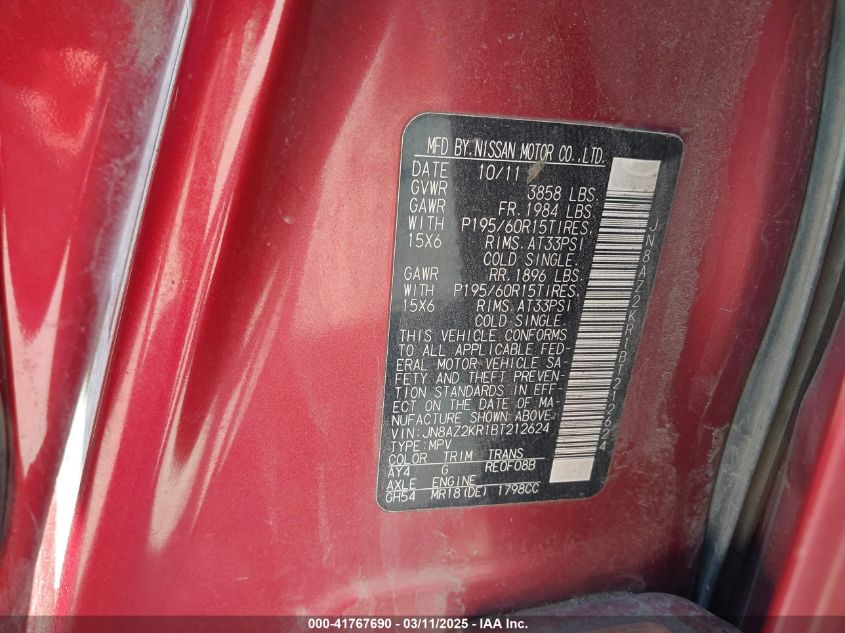 MFD BY.NISSAN MOTOR CO.,LTD.
DATE 10/11
GVWR 3858 LBS.
GAWR FR. 1984 LBS.
WITH P195/60R15TIRES,
15X6 RIMS. AT33PSI
COLD SINGLE.
GAWR RR. 1896 LBS.
WITH P195/60R15TIRES,
15X6 RIMS. AT33PSI
COLD SINGLE.
THIS VEHICLE CONFORMS
TO ALL APPLICABLE FED-
ERAL MOTOR VEHICLE SA-
FETY AND THEFT PREVEN-
TION STANDARDS IN EFF-
ECT ON THE DATE OF MA-
NUFACTURE SHOWN ABOVE.
VIN:JN8AZ2KR1BT212624
TYPE:MPV
COLOR TRIM TRANS
AY4 G RE0F08B
AXLE ENGINE
GH54 MR18(DE) 1798CC
JN8AZ2KR1BT212624
000-41767690 - 03/11/2025 - IAA Inc.